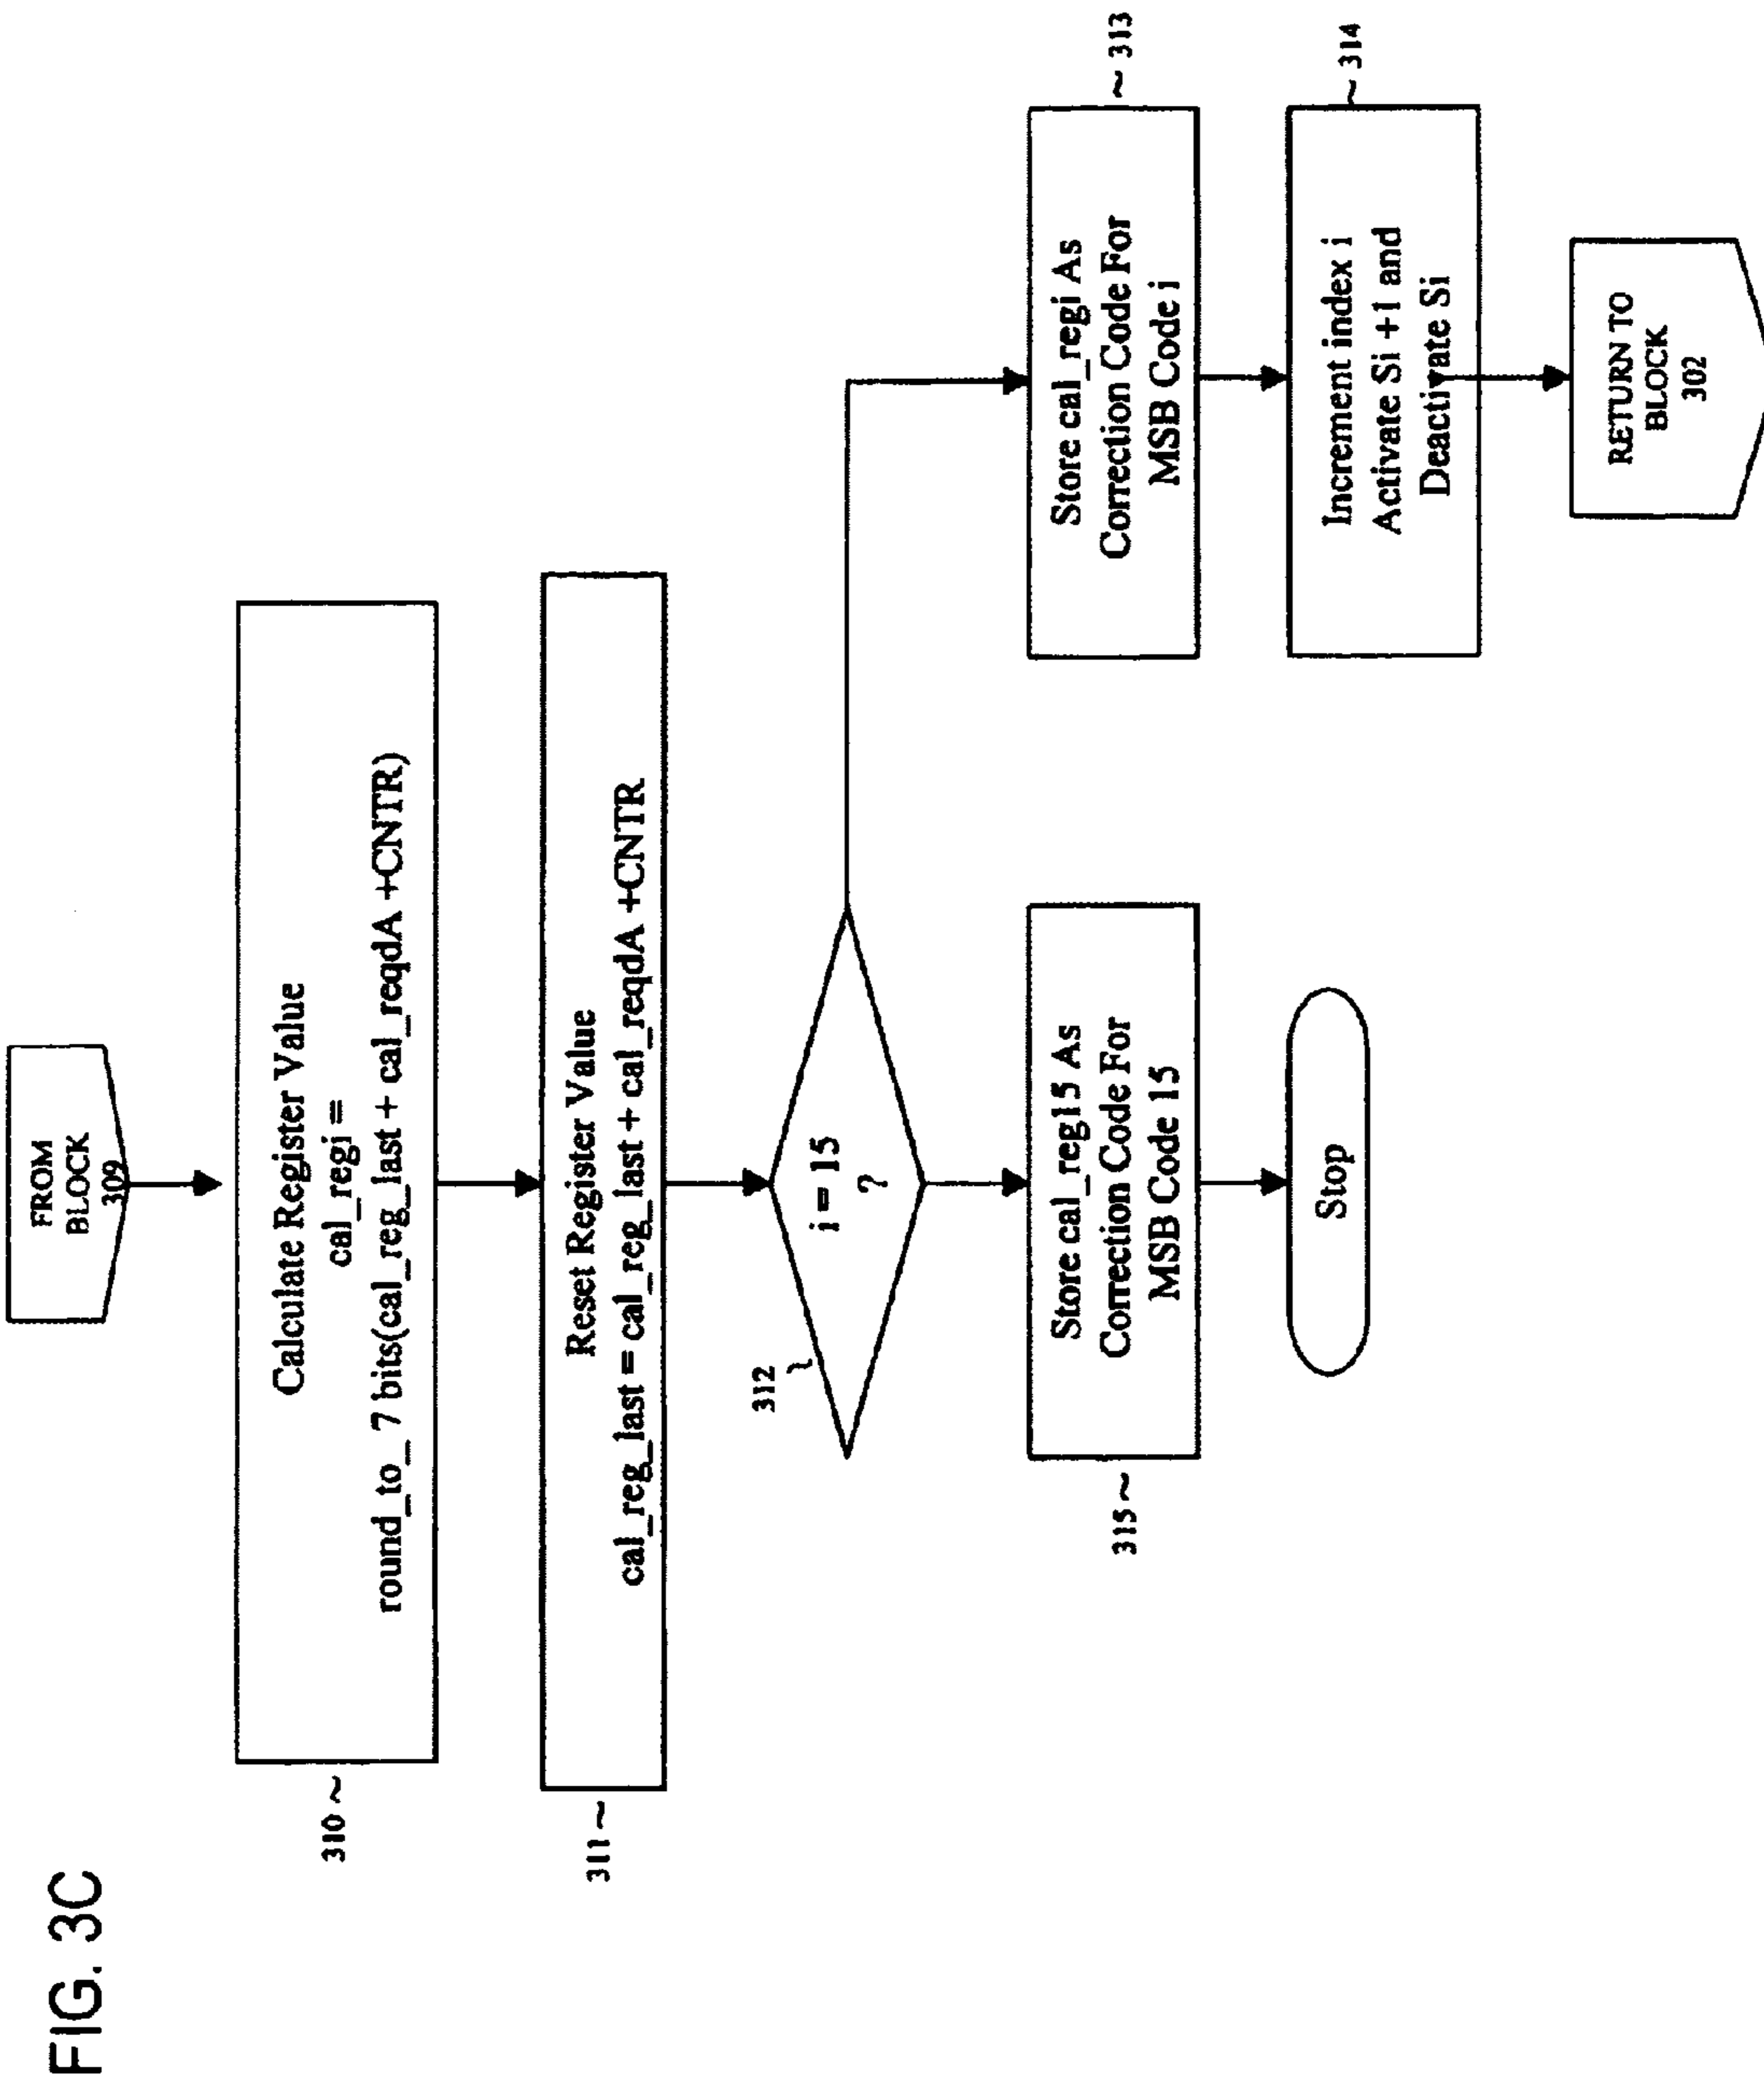 FIG. 3C
FROM
BLOCK
309
310 ~
Calculate Register Value
cal_regi =
round_to_ 7 bits(cal_reg_last + cal_reqdA +CNTR)
311 ~
Reset Register Value
cal_reg_last = cal_reg_last + cal_reqdA +CNTR
312
i = 15
?
315 ~
Store cal_reg15 As
Correction Code For
MSB Code 15
Stop
~ 313
Store cal_regi As
Correction Code For
MSB Code i
~ 314
Increment index i
Activate Si +1 and
Deactivate Si
RETURN TO
BLOCK
302